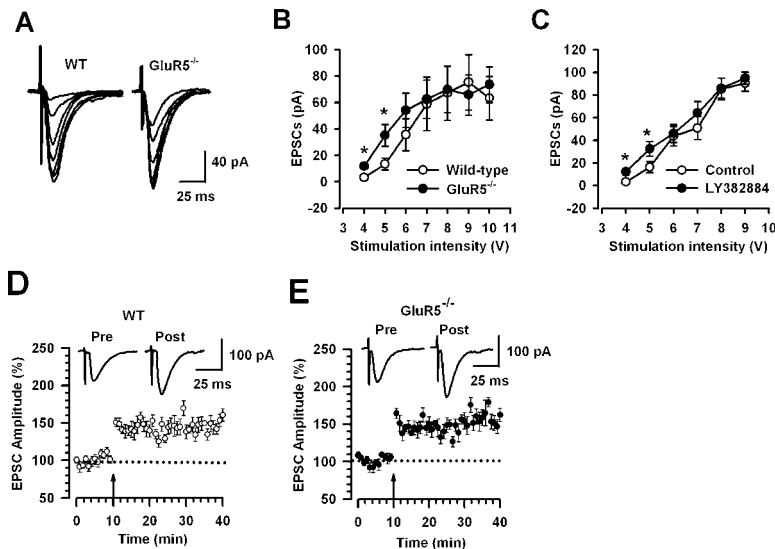 A
WT
GluR5-/-
40 pA
25 ms
B
EPSCs (pA)
100
80
60
40
20
0
-20
*
*
Wild-type
GluR5-/-
3 4 5 6 7 8 9 10 11
Stimulation intensity (V)
C
EPSCs (pA)
120
100
80
60
40
20
0
-20
*
*
Control
LY382884
3 4 5 6 7 8 9 10
Stimulation intensity (V)
D
WT
Pre
Post
100 pA
25 ms
EPSC Amplitude (%)
250
200
150
100
50
0 10 20 30 40
Time (min)
E
GluR5-/-
Pre
Post
100 pA
25 ms
EPSC Amplitude (%)
250
200
150
100
50
0 10 20 30 40
Time (min)